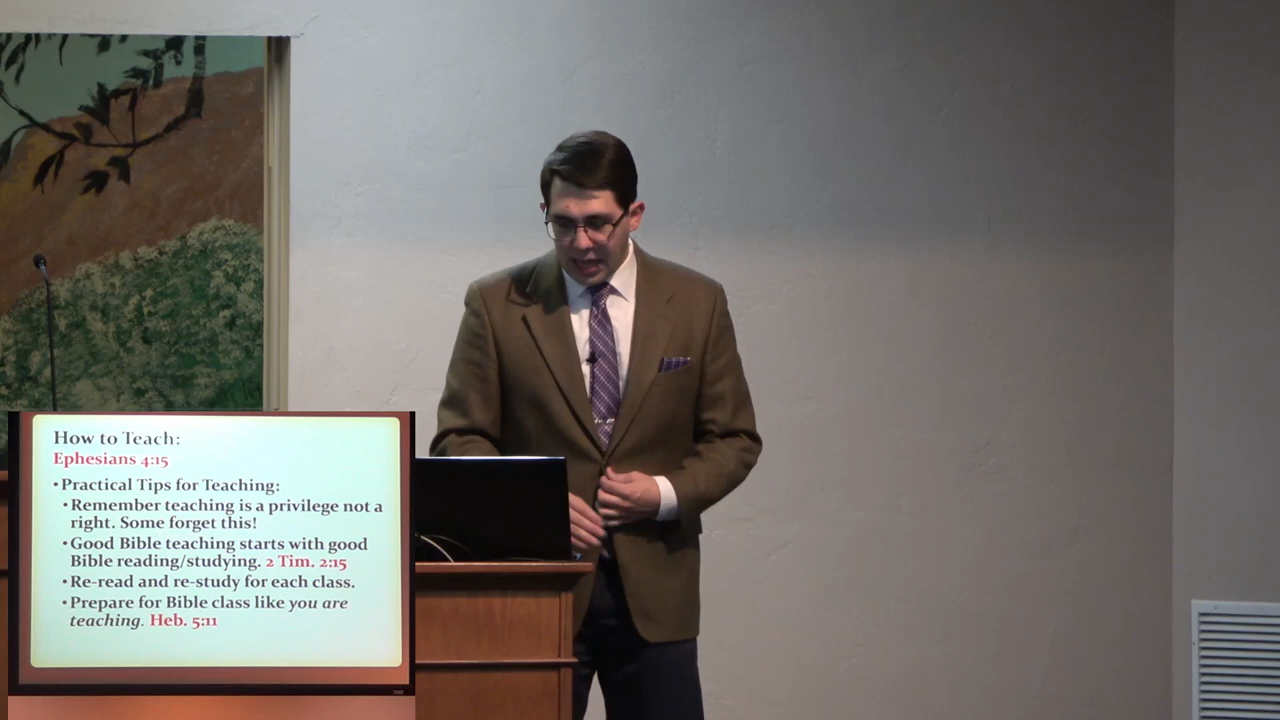 How to Teach:
Ephesians 4:15
•Practical Tips for Teaching:
•Remember teaching is a privilege not a
right. Some forget this!
•Good Bible teaching starts with good
Bible reading/studying. 2 Tim. 2:15
•Re-read and re-study for each class.
•Prepare for Bible class like you are
teaching. Heb. 5:11